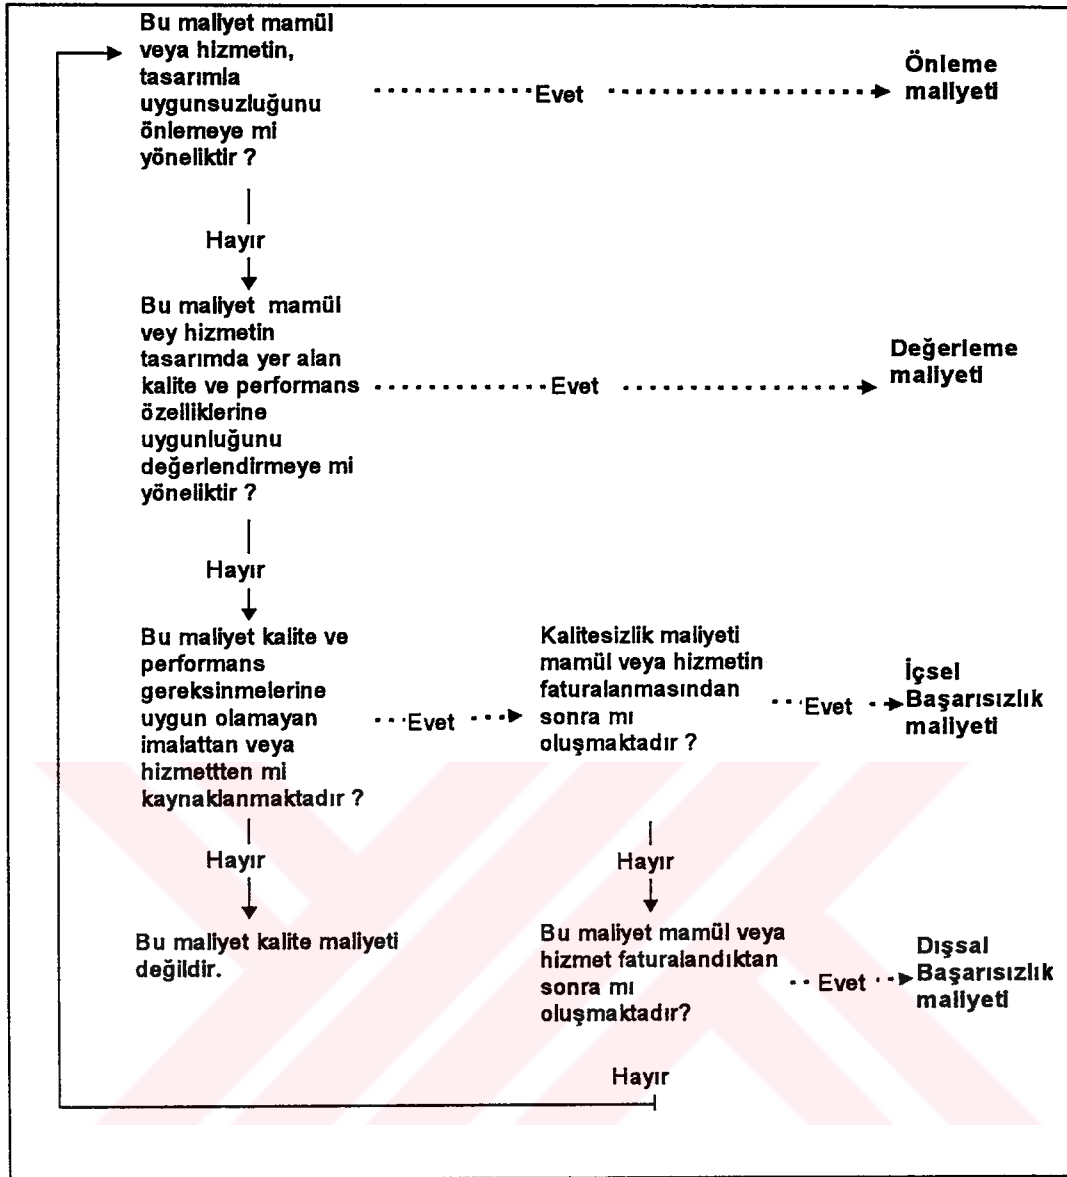 Bu maliyet mamül
veya hizmetin,
tasarımla
uygunsuzluğunu
önlemeye mi
yöneliktir ?
Evet
Önleme
maliyeti
Hayır
Bu maliyet mamül
vey hizmetin
tasarımda yer alan
kalite ve performans
özelliklerine
uygunluğunu
değerlendirmeye mi
yöneliktir ?
Evet
Değerleme
maliyeti
Hayır
Bu maliyet kalite ve
performans
gereksinmelerine
uygun olamayan
imalattan veya
hizmettten mi
kaynaklanmaktadır ?
Evet
Kalitesizlik maliyeti
mamül veya hizmetin
faturalanmasından
sonra mı
oluşmaktadır ?
Evet
İçsel
Başarısızlık
maliyeti
Hayır
Bu maliyet kalite maliyeti
değildir.
Hayır
Bu maliyet mamül veya
hizmet faturalandıktan
sonra mı
oluşmaktadır?
Evet
Dışsal
Başarısızlık
maliyeti
Hayır